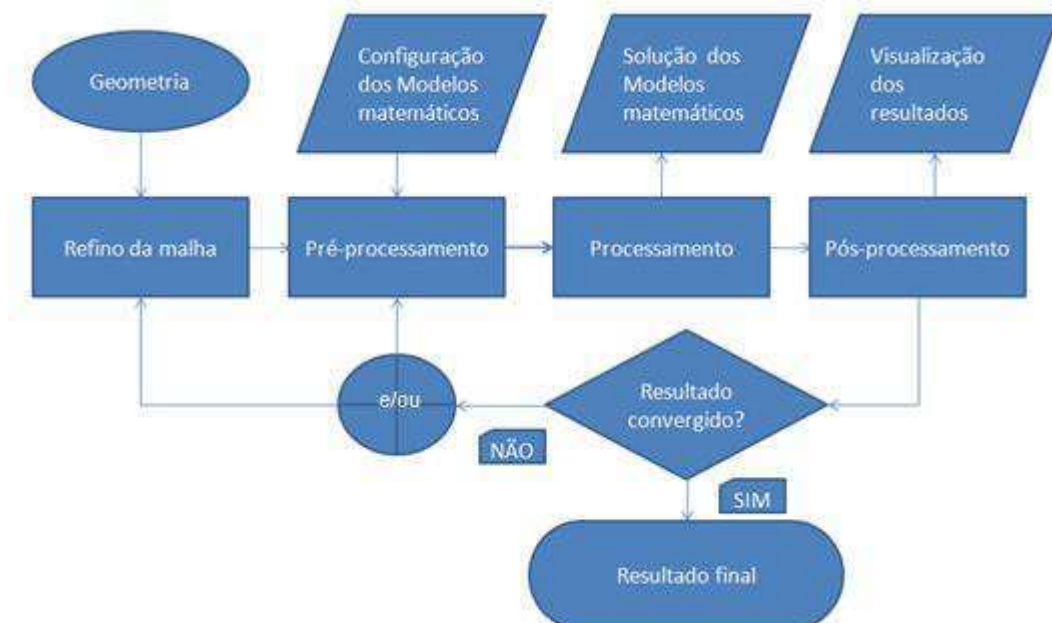 Geometria
Configuração
dos Modelos
matemáticos
Solução dos
Modelos
matemáticos
Visualização
dos
resultados
Refino da malha
Pré-processamento
Processamento
Pós-processamento
e/ou
Resultado
convergido?
NÃO
SIM
Resultado final